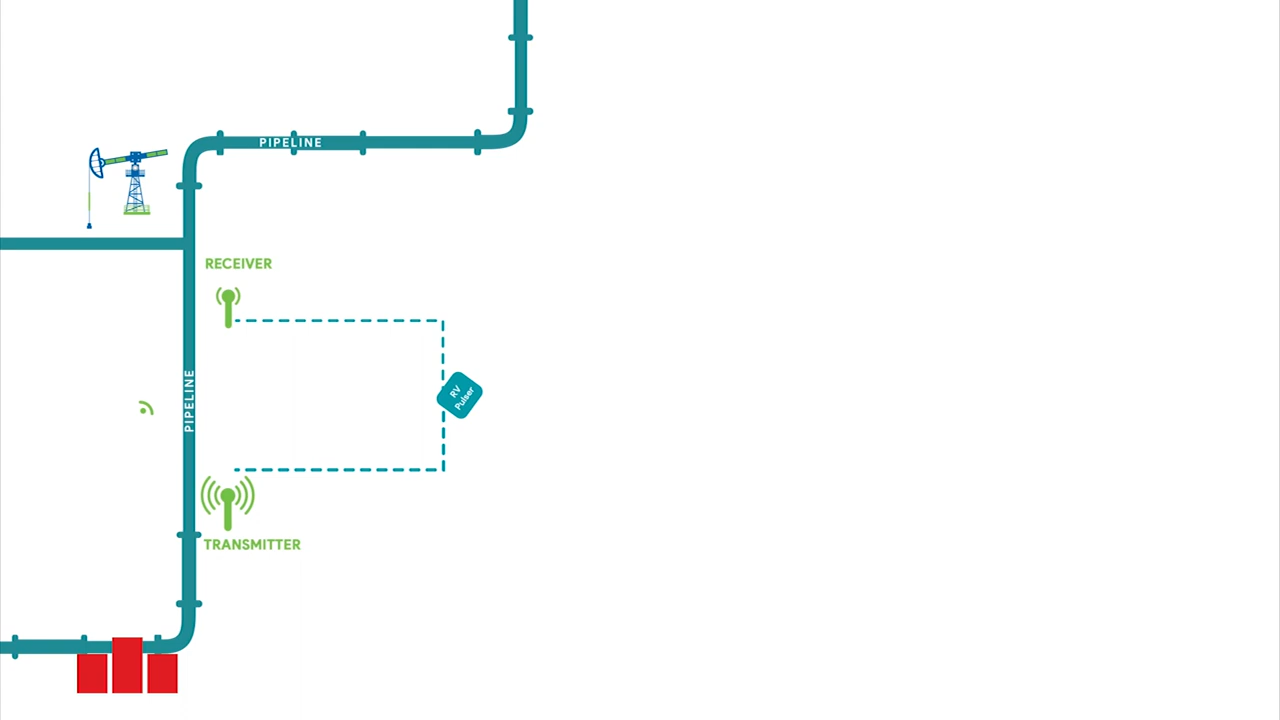 PIPELINE
RECEIVER
PIPELINE
RV
Pulser
TRANSMITTER